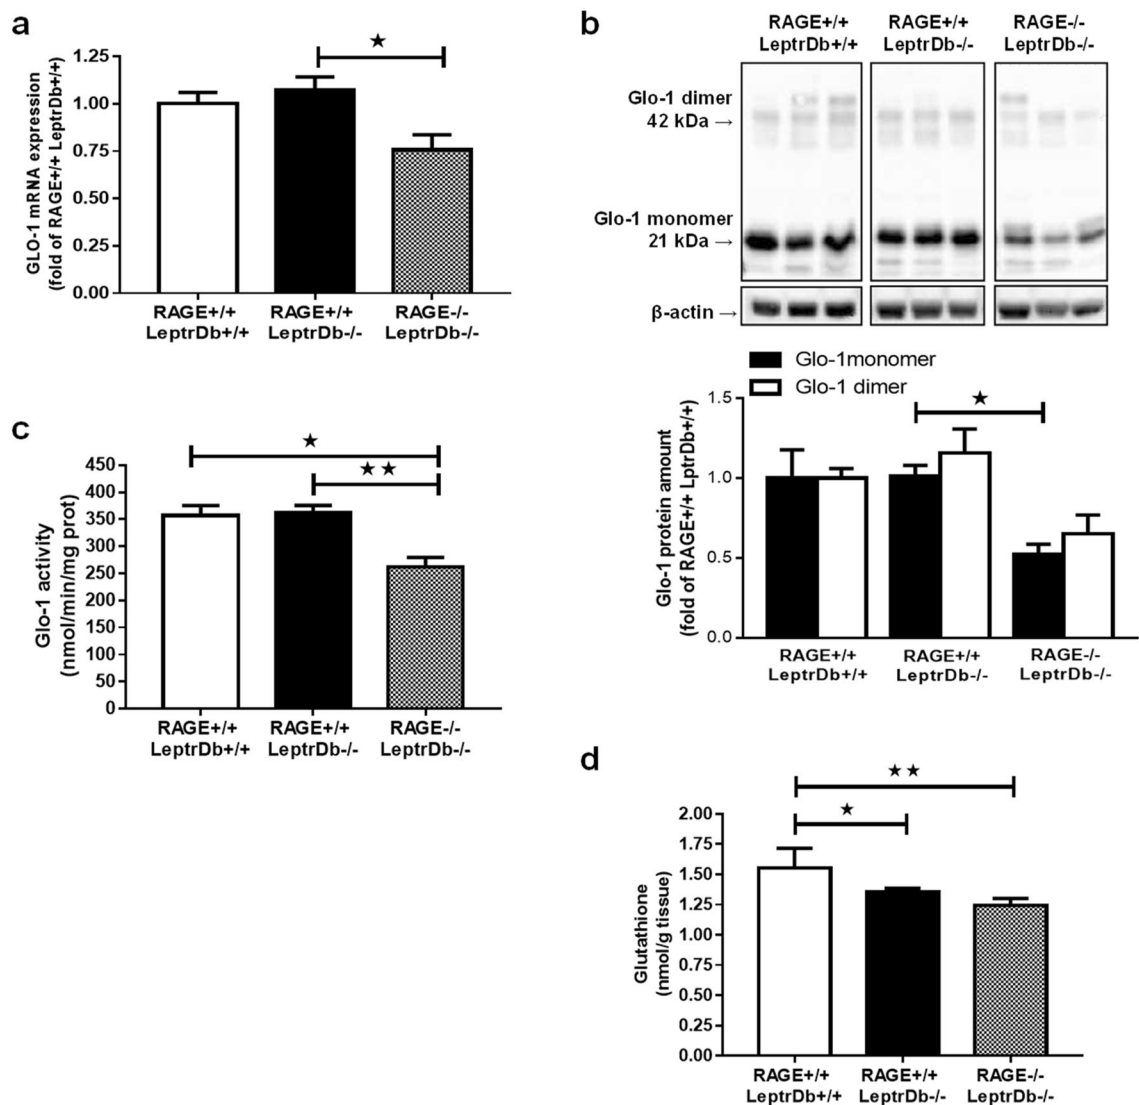 a
GLO-1 mRNA expression
(fold of RAGE+/+ LeptrDb+/+)
1.25
1.00
0.75
0.50
0.25
0.00
★
RAGE+/+
LeptrDb+/+
RAGE+/+
LeptrDb-/-
RAGE-/-
LeptrDb-/-
b
RAGE+/+
LeptrDb+/+
RAGE+/+
LeptrDb-/-
RAGE-/-
LeptrDb-/-
Glo-1 dimer
42 kDa →
Glo-1 monomer
21 kDa →
β-actin →
Glo-1monomer
Glo-1 dimer
Glo-1 protein amount
(fold of RAGE+/+ LptrDb+/+)
1.5
1.0
0.5
0.0
★
RAGE+/+
LeptrDb+/+
RAGE+/+
LeptrDb-/-
RAGE-/-
LeptrDb-/-
c
Glo-1 activity
(nmol/min/mg prot)
450
400
350
300
250
200
150
100
50
0
★
★★
RAGE+/+
LeptrDb+/+
RAGE+/+
LeptrDb-/-
RAGE-/-
LeptrDb-/-
d
Glutathione
(nmol/g tissue)
2.00
1.75
1.50
1.25
1.00
0.75
0.50
0.25
0.00
★★
★
RAGE+/+
LeptrDb+/+
RAGE+/+
LeptrDb-/-
RAGE-/-
LeptrDb-/-